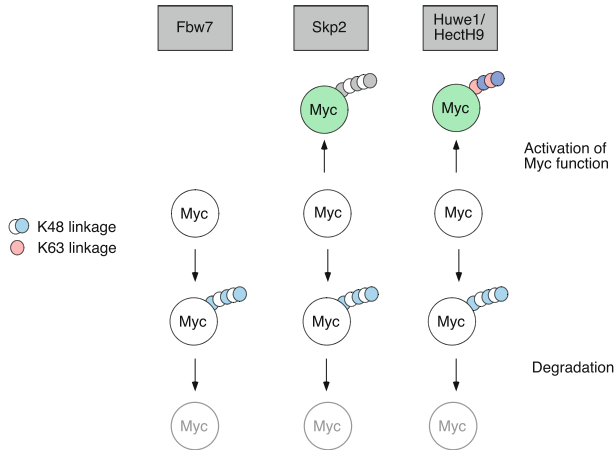 Fbw7
Skp2
Huwe1/
HectH9
Myc
Myc
Activation of
Myc function
Myc
Myc
Myc
K48 linkage
K63 linkage
Myc
Myc
Myc
Degradation
Myc
Myc
Myc